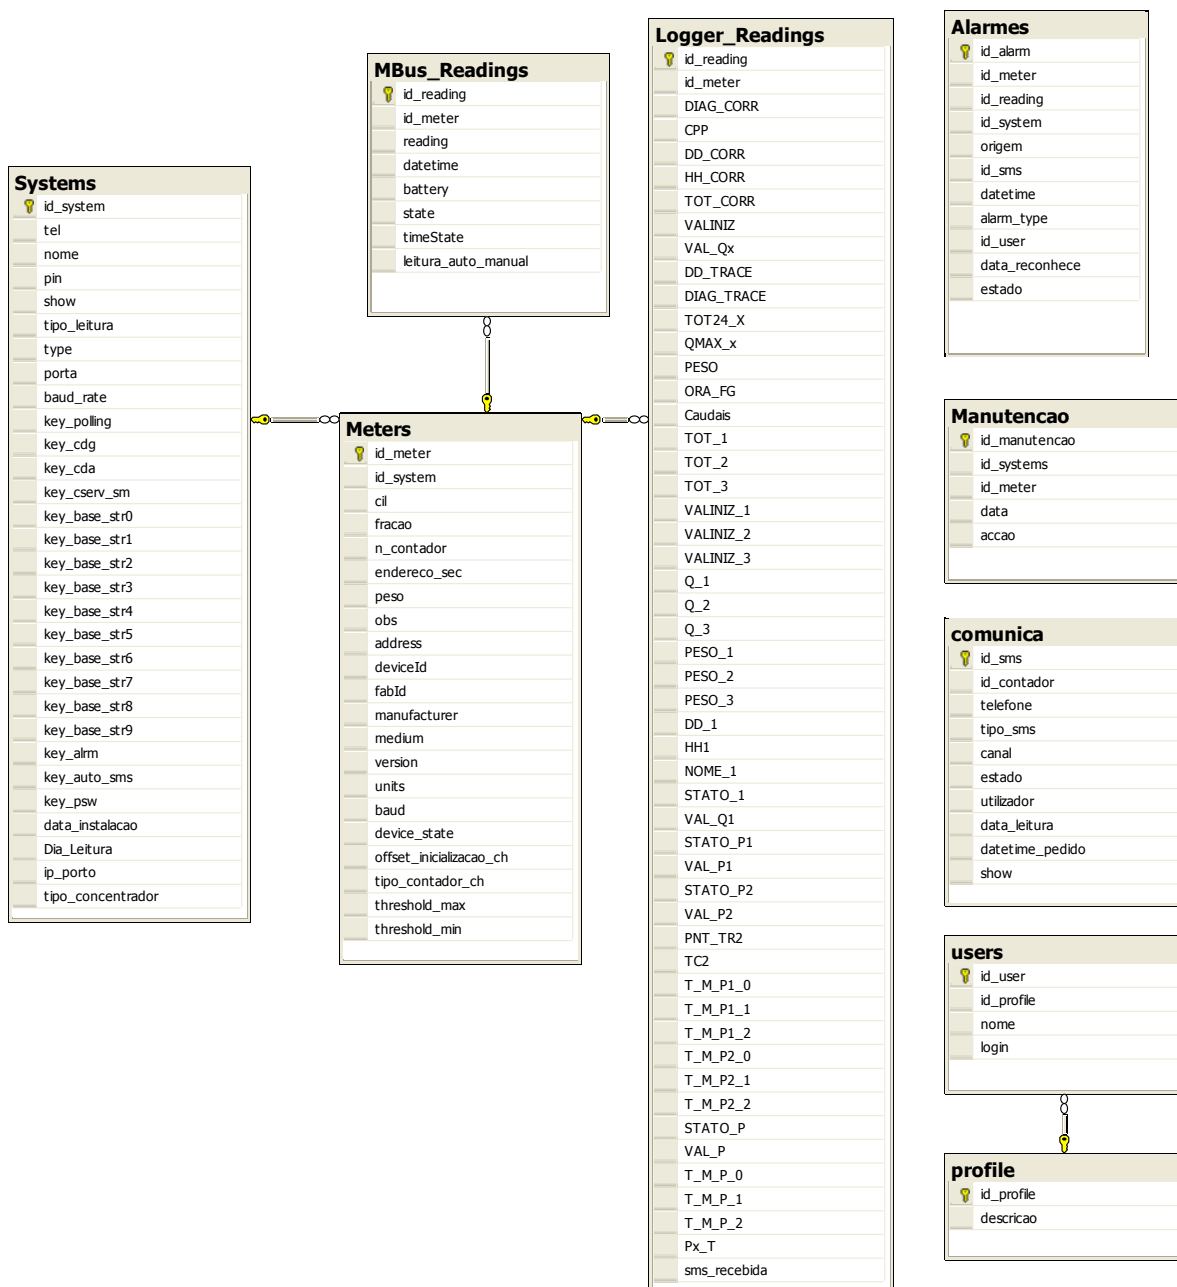 Systems
id_system
tel
nome
pin
show
tipo_leitura
type
porta
baud_rate
key_polling
key_cdg
key_cda
key_cserv_sm
key_base_str0
key_base_str1
key_base_str2
key_base_str3
key_base_str4
key_base_str5
key_base_str6
key_base_str7
key_base_str8
key_base_str9
key_alrm
key_auto_sms
key_psw
data_instalacao
Dia_Leitura
ip_porto
tipo_concentrador
MBus_Readings
id_reading
id_meter
reading
datetime
battery
state
timeState
leitura_auto_manual
Meters
id_meter
id_system
cil
fracao
n_contador
endereco_sec
peso
obs
address
deviceId
fabId
manufacturer
medium
version
units
baud
device_state
offset_inicializacao_ch
tipo_contador_ch
threshold_max
threshold_min
Logger_Readings
id_reading
id_meter
DIAG_CORR
CPP
DD_CORR
HH_CORR
TOT_CORR
VALINIZ
VAL_Qx
DD_TRACE
DIAG_TRACE
TOT24_X
QMAX_x
PESO
ORA_FG
Caudais
TOT_1
TOT_2
TOT_3
VALINIZ_1
VALINIZ_2
VALINIZ_3
Q_1
Q_2
Q_3
PESO_1
PESO_2
PESO_3
DD_1
HH1
NOME_1
STATO_1
VAL_Q1
STATO_P1
VAL_P1
STATO_P2
VAL_P2
PNT_TR2
TC2
T_M_P1_0
T_M_P1_1
T_M_P1_2
T_M_P2_0
T_M_P2_1
T_M_P2_2
STATO_P
VAL_P
T_M_P_0
T_M_P_1
T_M_P_2
Px_T
sms_recebida
Alarmes
id_alarm
id_meter
id_reading
id_system
origem
id_sms
datetime
alarm_type
id_user
data_reconhece
estado
Manutencao
id_manutencao
id_systems
id_meter
data
accao
comunica
id_sms
id_contador
telefone
tipo_sms
canal
estado
utilizador
data_leitura
datetime_pedido
show
users
id_user
id_profile
nome
login
profile
id_profile
descricao